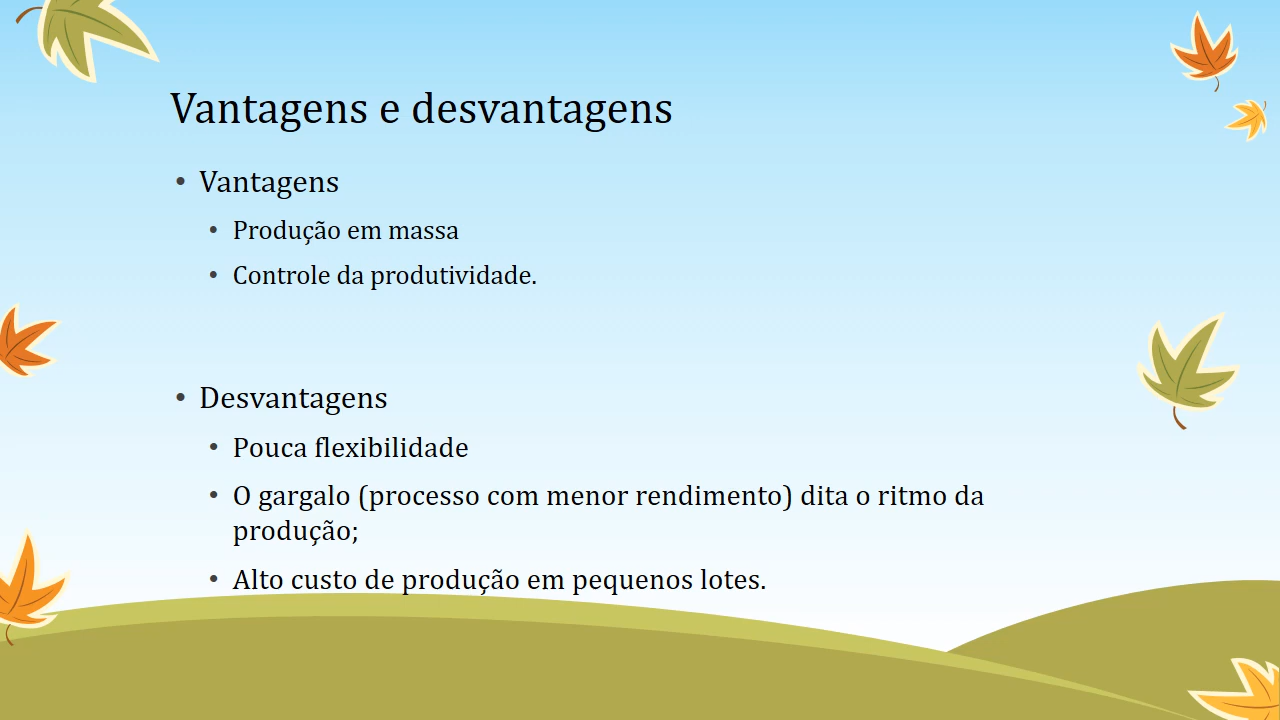 Vantagens e desvantagens
• Vantagens
• Produção em massa
• Controle da produtividade.
• Desvantagens
• Pouca flexibilidade
• O gargalo (processo com menor rendimento) dita o ritmo da
produção;
• Alto custo de produção em pequenos lotes.